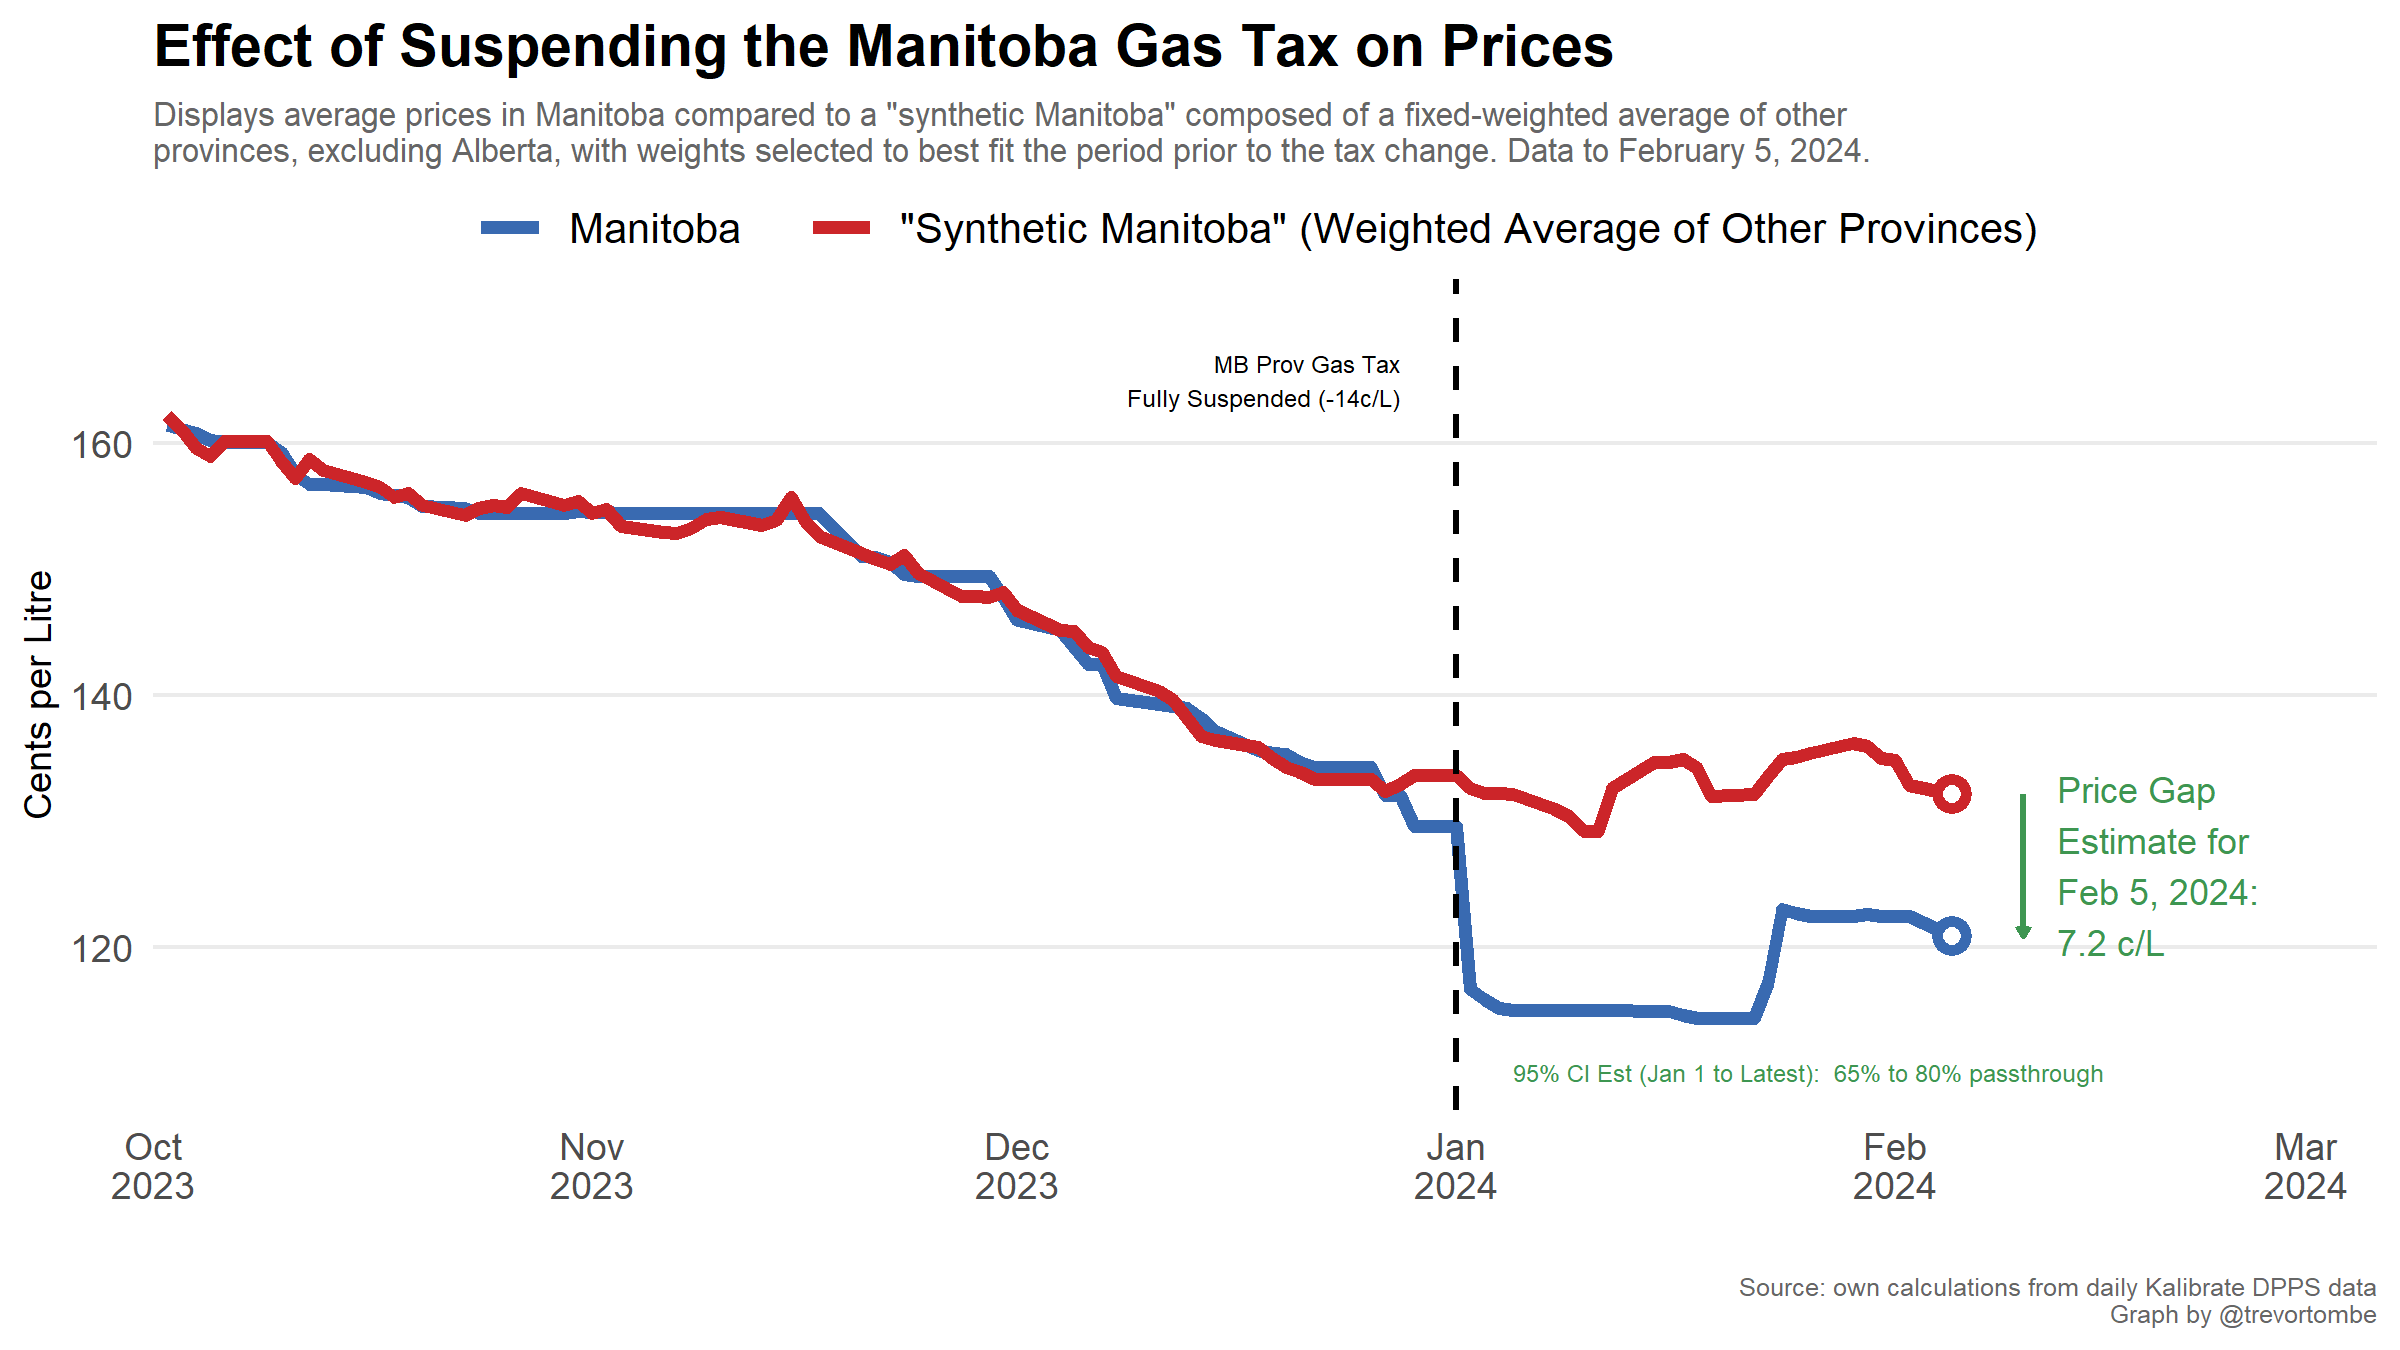 Effect of Suspending the Manitoba Gas Tax on Prices
Displays average prices in Manitoba compared to a "synthetic Manitoba" composed of a fixed-weighted average of other
provinces, excluding Alberta, with weights selected to best fit the period prior to the tax change. Data to February 5, 2024.
Manitoba
"Synthetic Manitoba" (Weighted Average of Other Provinces)
MB Prov Gas Tax
Fully Suspended (-14c/L)
Cents per Litre
160
140
120
Price Gap
Estimate for
Feb 5, 2024:
7.2 c/L
95% CI Est (Jan 1 to Latest):  65% to 80% passthrough
Oct
2023
Nov
2023
Dec
2023
Jan
2024
Feb
2024
Mar
2024
Source: own calculations from daily Kalibrate DPPS data
Graph by @trevortombe